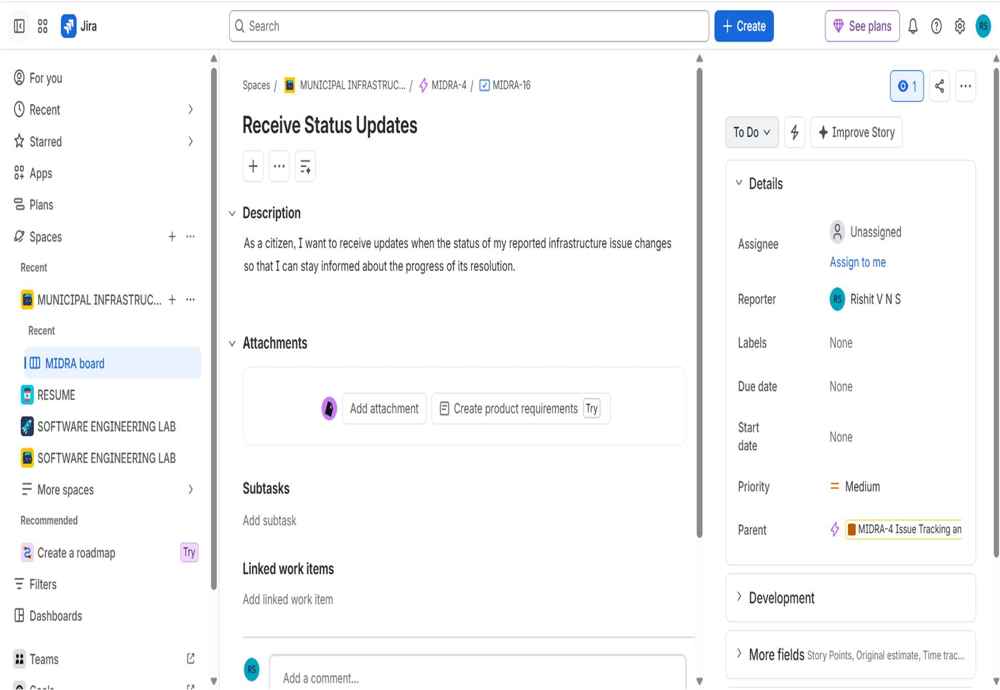 Jira
Search
+ Create
See plans
RS
For you
Recent
Starred
Apps
Plans
Spaces
Recent
MUNICIPAL INFRASTRUC...
Recent
MIDRA board
RESUME
SOFTWARE ENGINEERING LAB
SOFTWARE ENGINEERING LAB
More spaces
Recommended
Create a roadmap Try
Filters
Dashboards
Teams
Spaces / MUNICIPAL INFRASTRUC... / MIDRA-4 / MIDRA-16
Receive Status Updates
Description
As a citizen, I want to receive updates when the status of my reported infrastructure issue changes
so that I can stay informed about the progress of its resolution.
Attachments
Add attachment
Create product requirements Try
Subtasks
Add subtask
Linked work items
Add linked work item
RS
Add a comment...
1
To Do
Improve Story
Details
Assignee
Unassigned
Assign to me
Reporter
RS Rishit V N S
Labels
None
Due date
None
Start
date
None
Priority
Medium
Parent
MIDRA-4 Issue Tracking an
Development
More fields Story Points, Original estimate, Time trac...